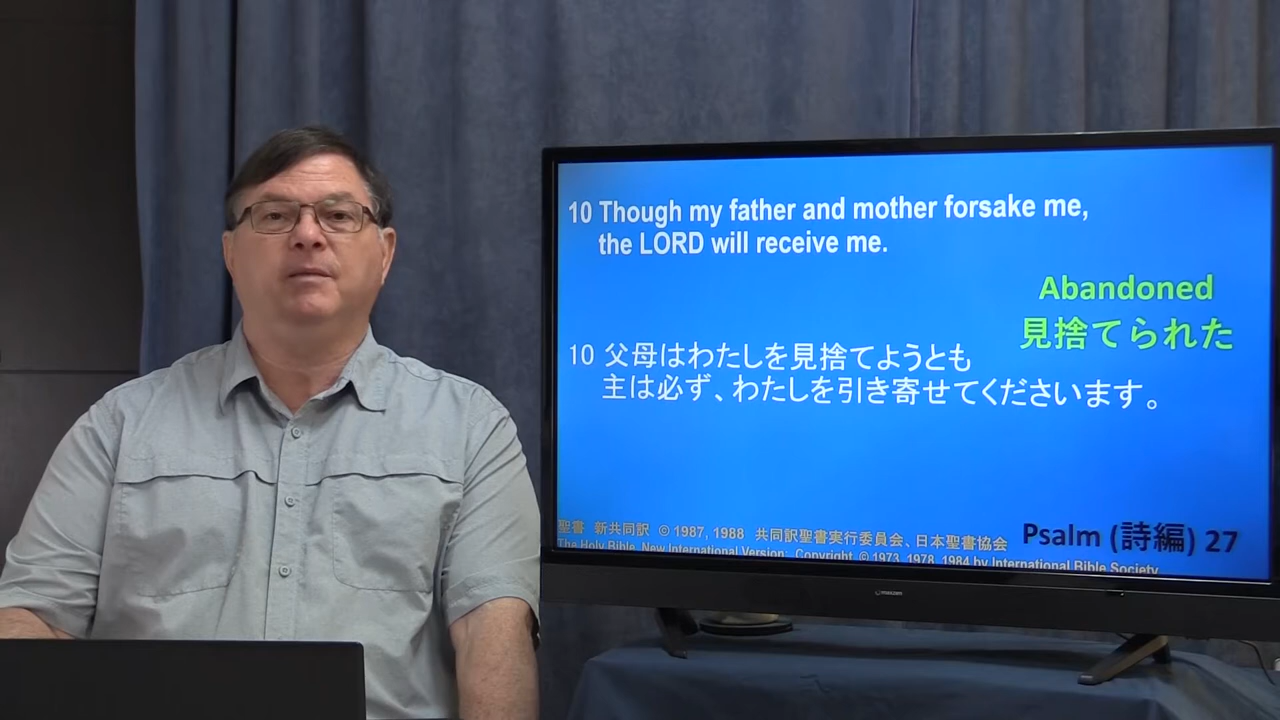 10 Though my father and mother forsake me,
the LORD will receive me.
Abandoned
見捨てられた
10 父母はわたしを見捨てようとも
主は必ず、わたしを引き寄せてくださいます。
聖書 新共同訳 © 1987, 1988 共同訳聖書実行委員会、日本聖書協会
Psalm (詩編) 27
The Holy Bible, New International Version: Copyright © 1973, 1978, 1984 by International Bible Society